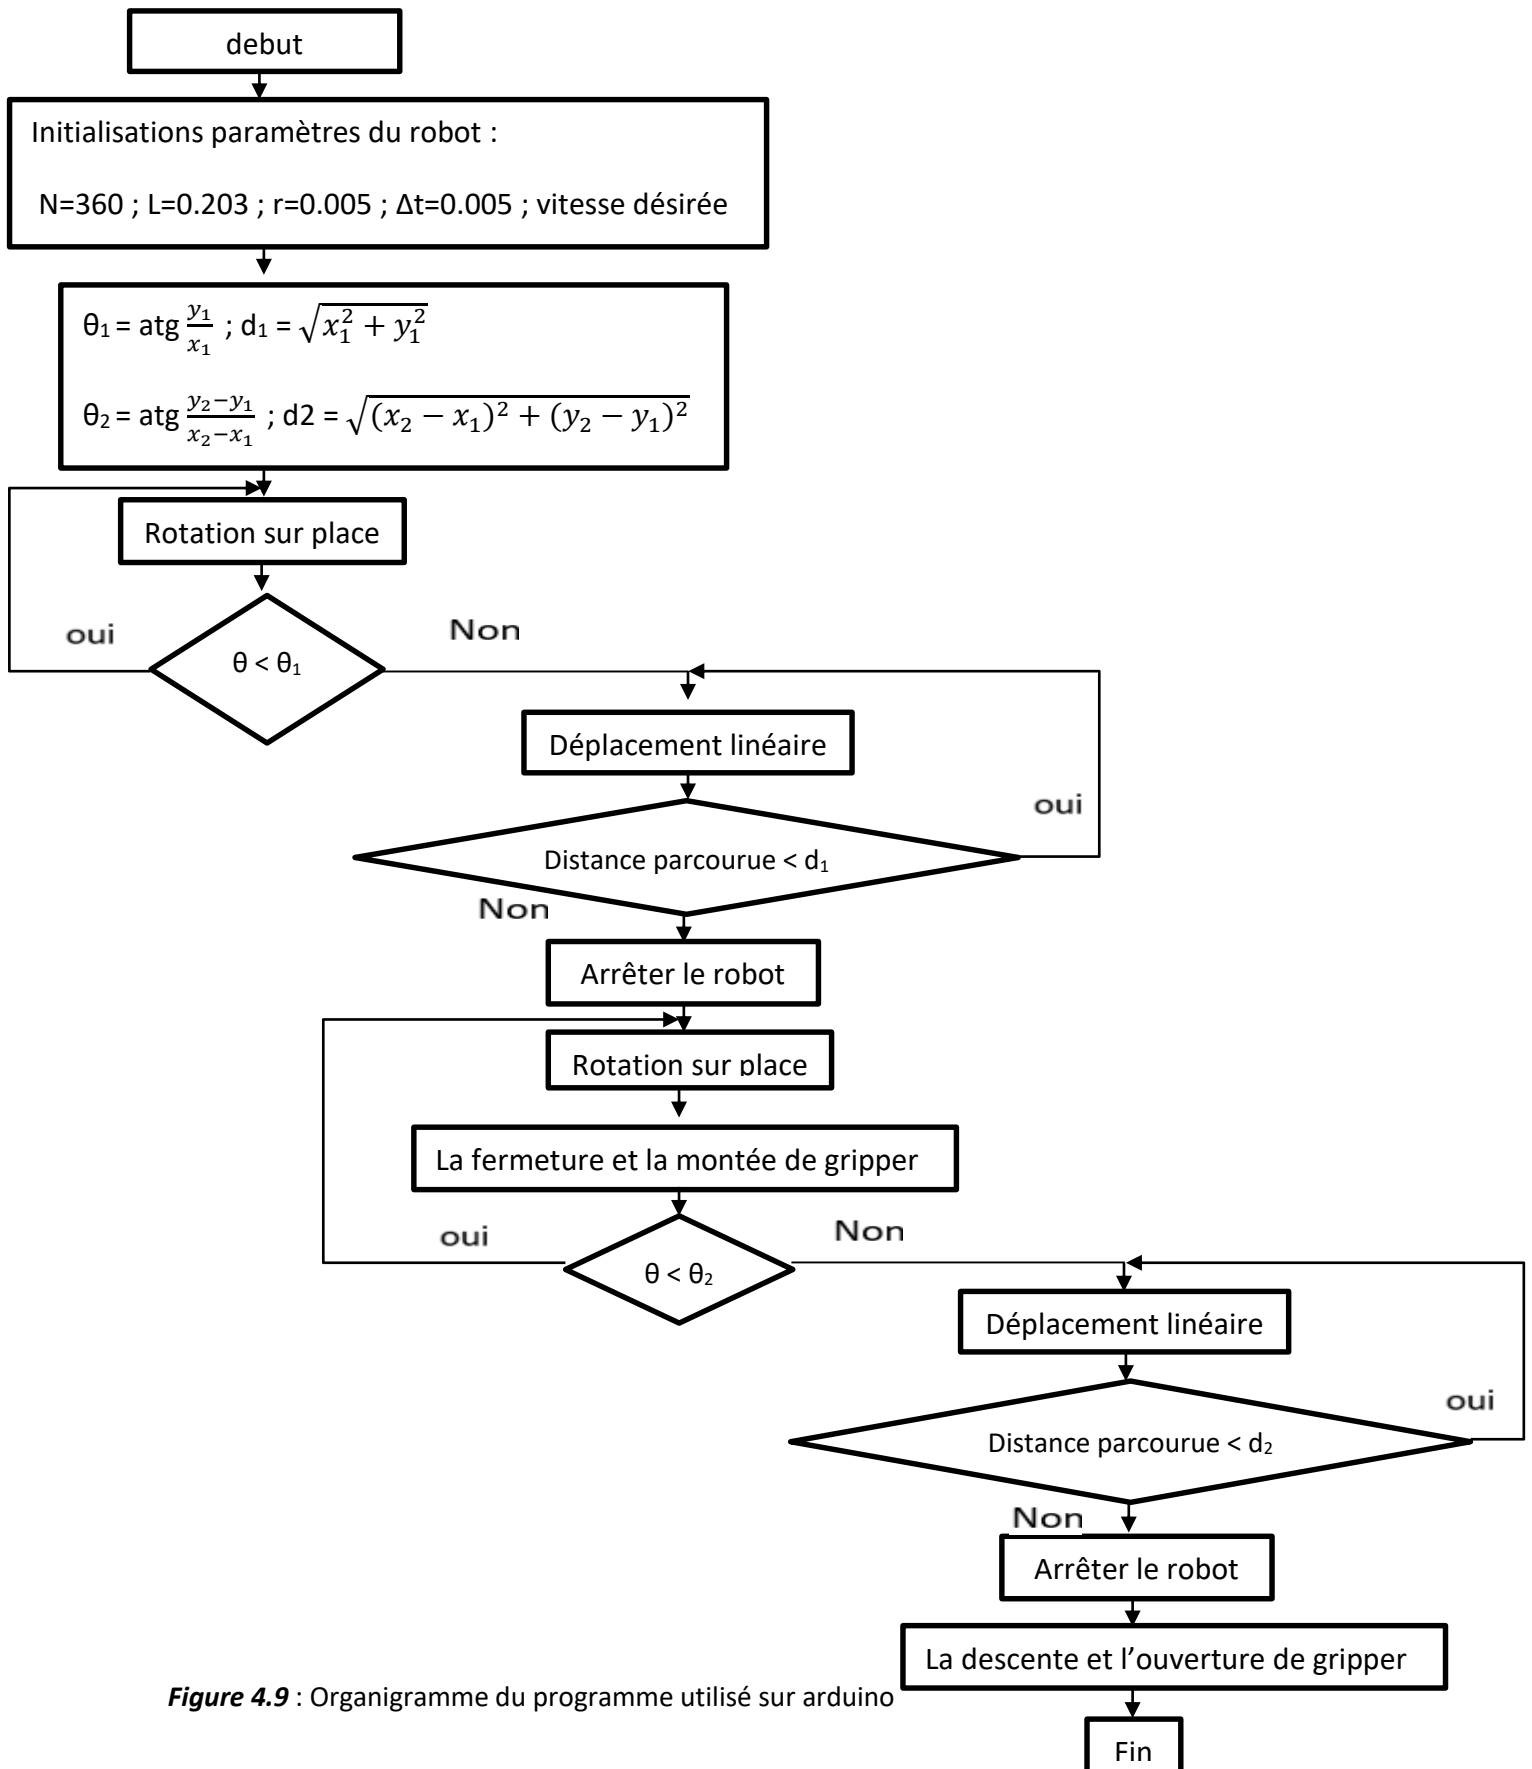 debut
Initialisations paramètres du robot :
N=360 ; L=0.203 ; r=0.005 ; Δt=0.005 ; vitesse désirée
θ₁ = atg y₁/x₁ ; d₁ = √(x₁² + y₁²)
θ₂ = atg (y₂−y₁)/(x₂−x₁) ; d2 = √((x₂ − x₁)² + (y₂ − y₁)²)
Rotation sur place
oui
Non
θ < θ₁
Déplacement linéaire
oui
Distance parcourue < d₁
Non
Arrêter le robot
Rotation sur place
La fermeture et la montée de gripper
oui
Non
θ < θ₂
Déplacement linéaire
oui
Distance parcourue < d₂
Non
Arrêter le robot
La descente et l'ouverture de gripper
Figure 4.9 : Organigramme du programme utilisé sur arduino
Fin